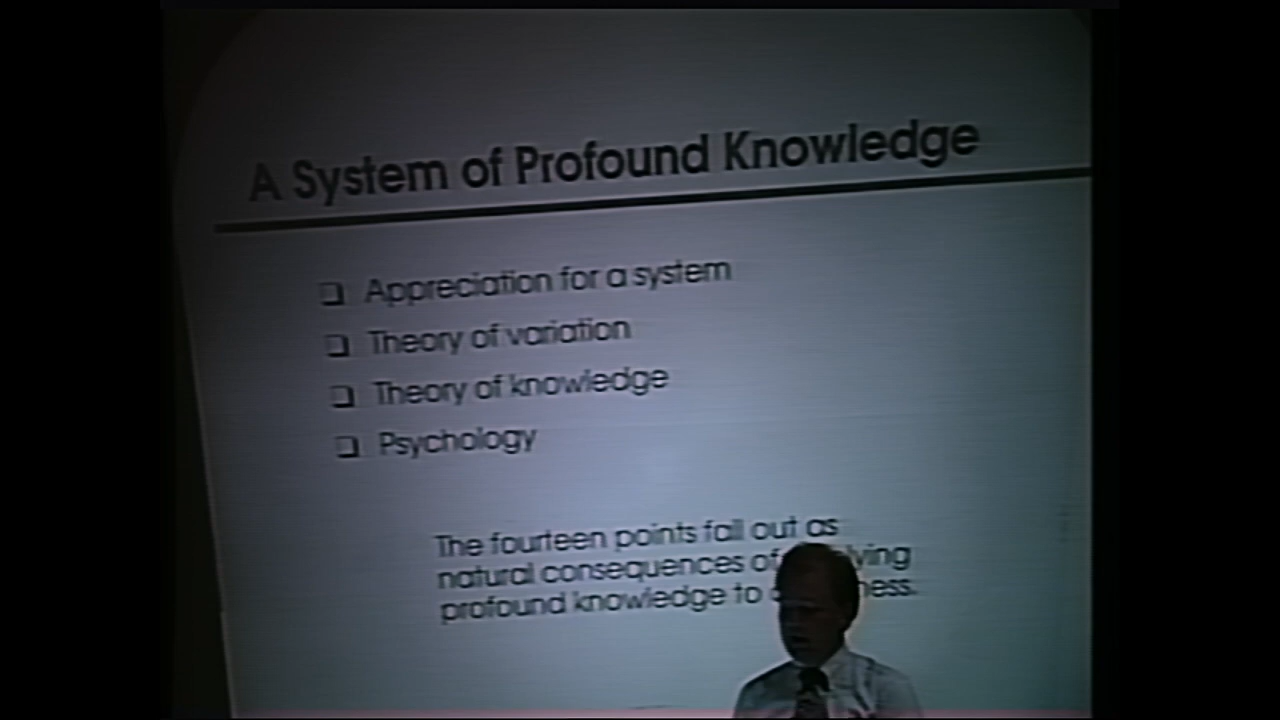 A System of Profound Knowledge
❑ Appreciation for a system
❑ Theory of variation
❑ Theory of knowledge
❑ Psychology
The fourteen points fall out as
natural consequences of
profound knowledge to